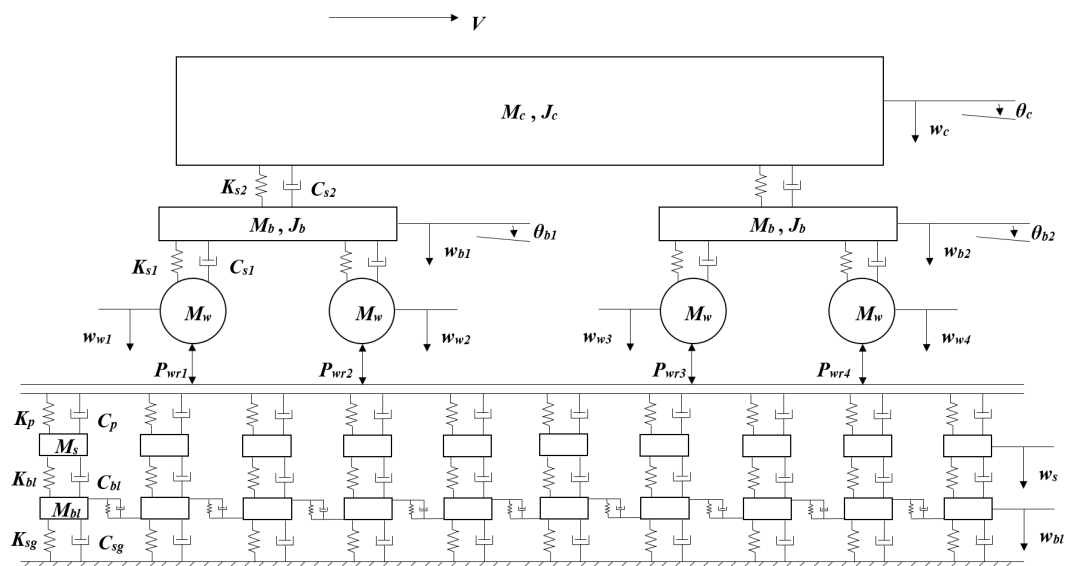 V
M_c , J_c
θ_c
w_c
K_s2
C_s2
M_b , J_b
θ_b1
w_b1
M_b , J_b
θ_b2
w_b2
K_s1
C_s1
M_w
M_w
M_w
M_w
w_w1
w_w2
w_w3
w_w4
P_wr1
P_wr2
P_wr3
P_wr4
K_p
C_p
M_s
K_bl
C_bl
w_s
M_bl
K_sg
C_sg
w_bl